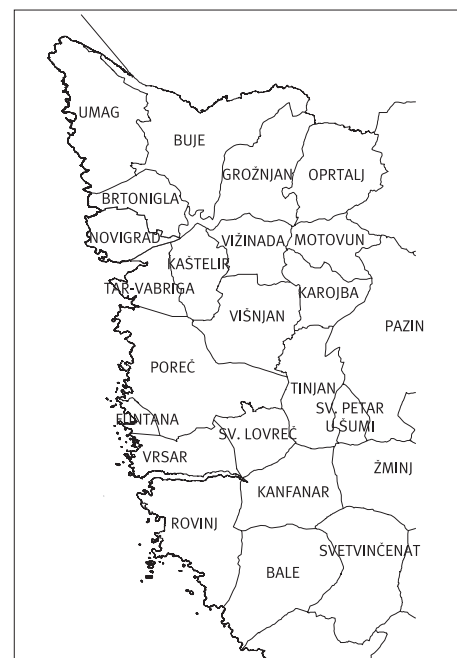 UMAG
BUJE
GROŽNJAN
OPRTALJ
BRTONIGLA
NOVIGRAD
VIŽINADA
MOTOVUN
KAŠTELIR
TAR-VABRIGA
KAROJBA
VIŠNJAN
PAZIN
POREČ
TINJAN
SV. PETAR
U ŠUMI
FUNTANA
SV. LOVREČ
VRSAR
ŽMINJ
KANFANAR
ROVINJ
SVETVINČENAT
BALE